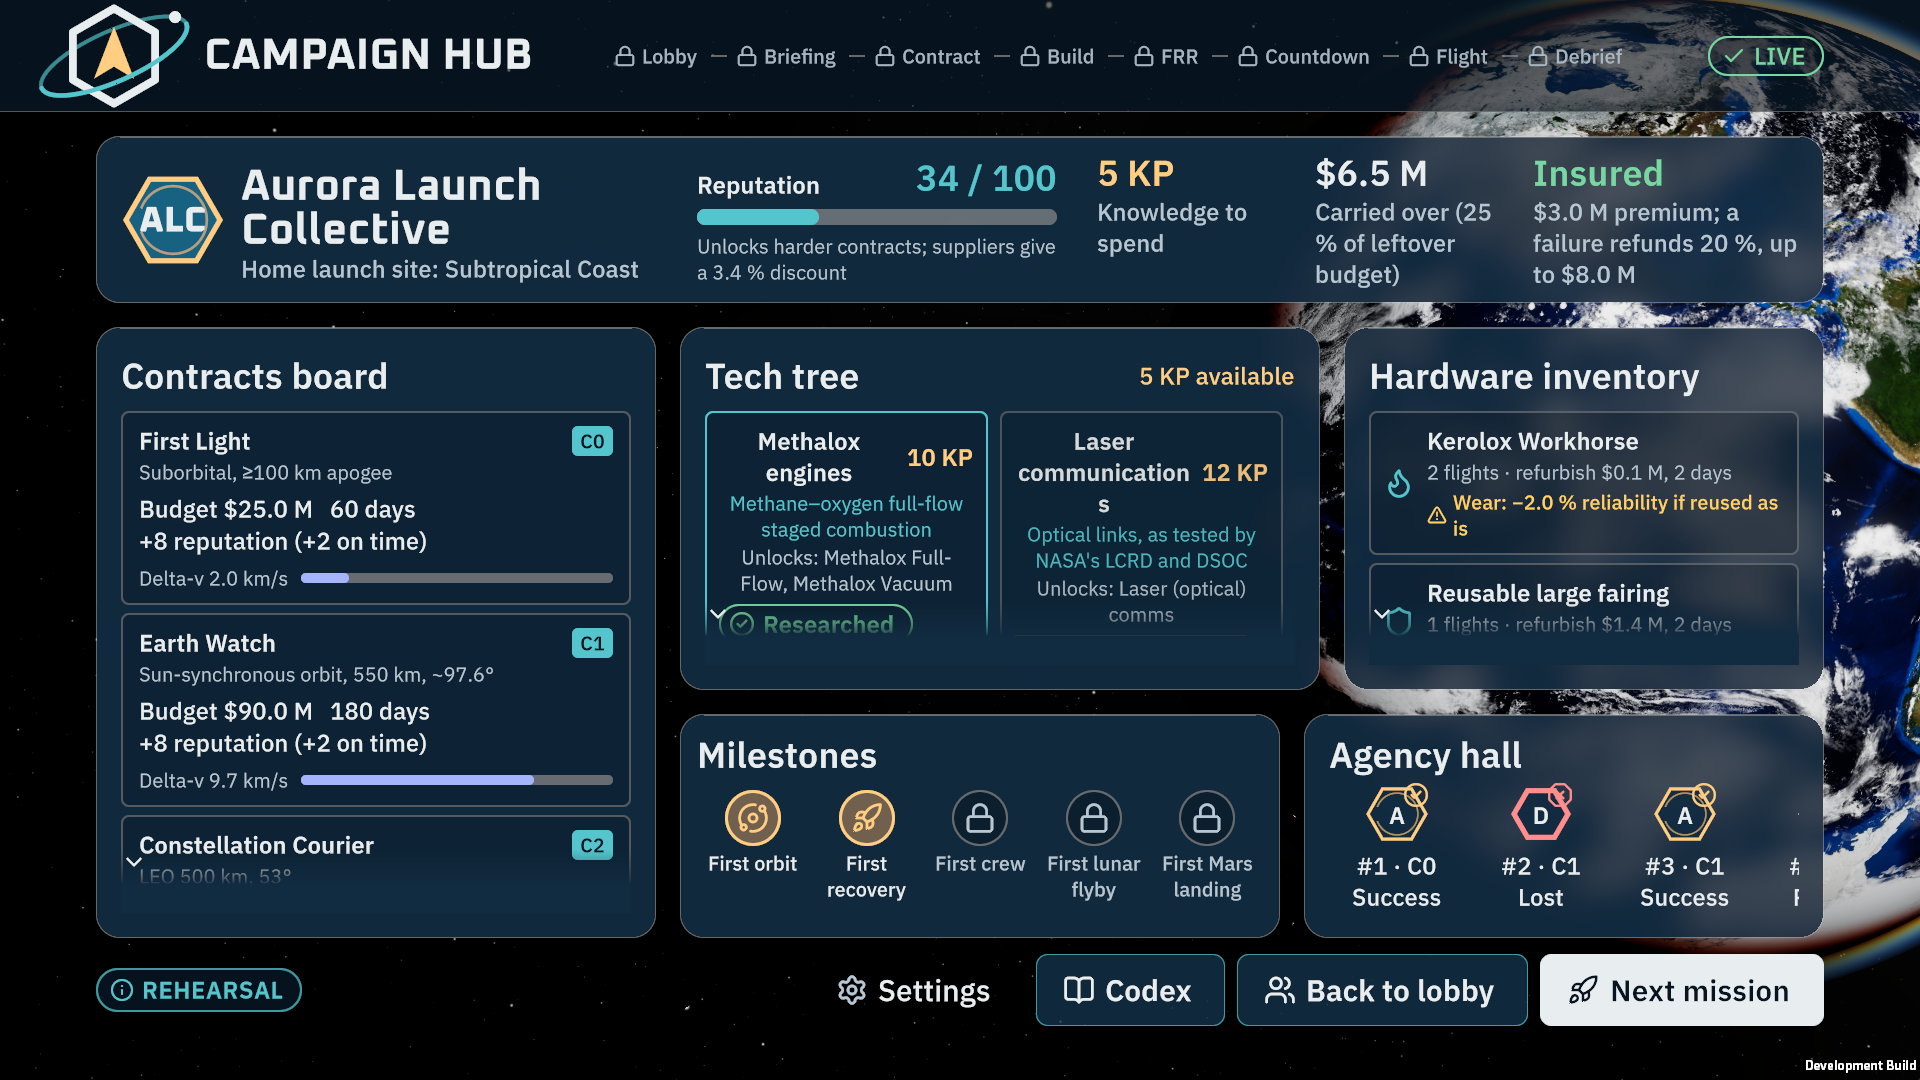 CAMPAIGN HUB
Lobby
Briefing
Contract
Build
FRR
Countdown
Flight
Debrief
LIVE
ALC
Aurora Launch
Collective
Home launch site: Subtropical Coast
Reputation
34 / 100
Unlocks harder contracts; suppliers give
a 3.4 % discount
5 KP
Knowledge to
spend
$6.5 M
Carried over (25
% of leftover
budget)
Insured
$3.0 M premium; a
failure refunds 20 %, up
to $8.0 M
Contracts board
First Light
C0
Suborbital, ≥100 km apogee
Budget $25.0 M 60 days
+8 reputation (+2 on time)
Delta-v 2.0 km/s
Earth Watch
C1
Sun-synchronous orbit, 550 km, ~97.6°
Budget $90.0 M 180 days
+8 reputation (+2 on time)
Delta-v 9.7 km/s
Constellation Courier
C2
LEO 500 km, 53°
Tech tree
5 KP available
Methalox
engines
10 KP
Methane–oxygen full-flow
staged combustion
Unlocks: Methalox Full-
Flow, Methalox Vacuum
Researched
Laser
communication
s
12 KP
Optical links, as tested by
NASA's LCRD and DSOC
Unlocks: Laser (optical)
comms
Hardware inventory
Kerolox Workhorse
2 flights · refurbish $0.1 M, 2 days
Wear: −2.0 % reliability if reused as
is
Reusable large fairing
1 flights · refurbish $1.4 M, 2 days
Milestones
First orbit
First
recovery
First crew
First lunar
flyby
First Mars
landing
Agency hall
A
#1 · C0
Success
D
#2 · C1
Lost
A
#3 · C1
Success
#
REHEARSAL
Settings
Codex
Back to lobby
Next mission
Development Build